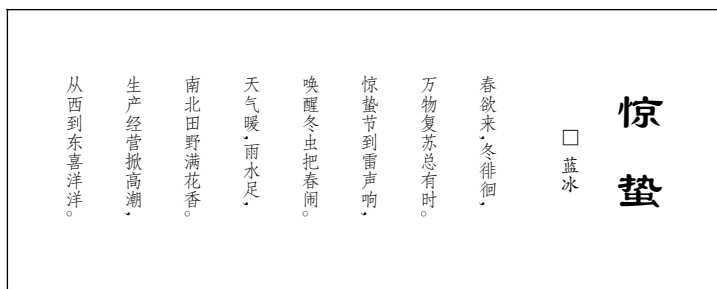 惊蛰
□ 蓝冰
春欲来，冬徘徊，
万物复苏总有时。
惊蛰节到雷声响，
唤醒冬虫把春闹。
天气暖，雨水足，
南北田野满花香。
生产经营掀高潮，
从西到东喜洋洋。